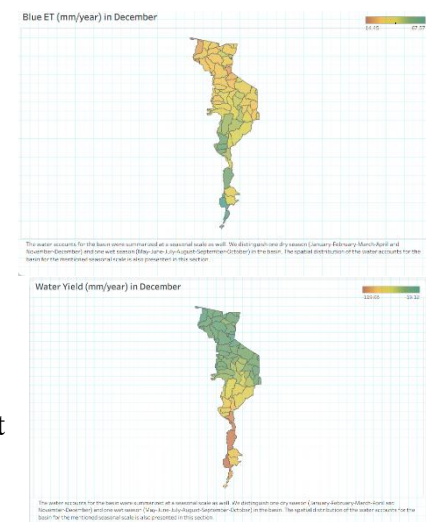 Blue ET (mm/year) in December
The water accounts for the basin were summarized at a seasonal scale as well. We distinguish one dry season (January-February-March-April and
November-December) and one wet season (May-June-July-August-September-October) in the basin. The spatial distribution of the water accounts for the
basin for the mentioned seasonal scale is also presented in this section.
Water Yield (mm/year) in December
t
The water accounts for the basin were summarized at a seasonal scale as well. We distinguish one dry season (January-February-March-April and
November-December) and one wet season (May-June-July-August-September-October) in the basin. The spatial distribution of the water accounts for the
basin for the mentioned seasonal scale is also presented in this section.